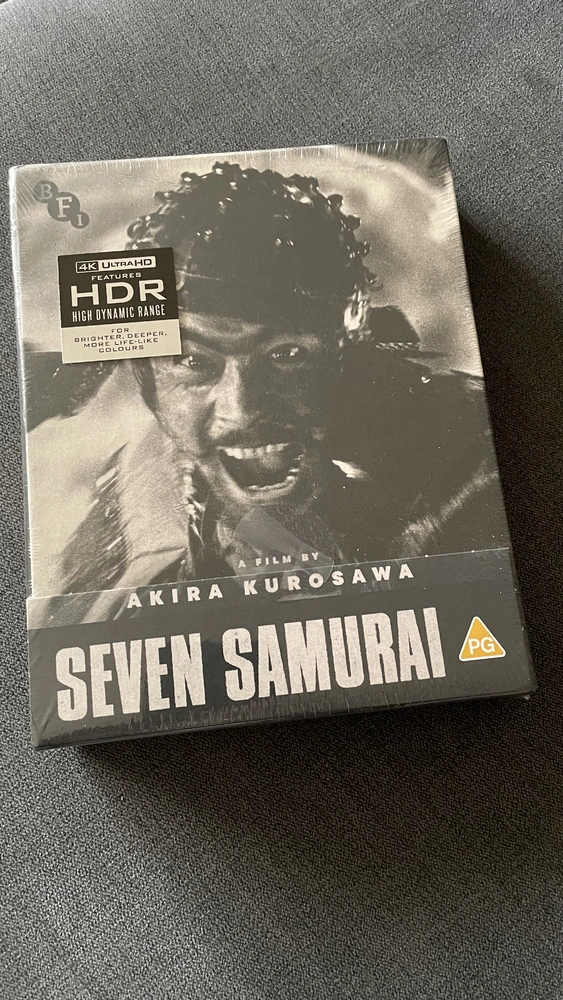 BFI
4K ULTRA HD
FEATURES
HDR
HIGH DYNAMIC RANGE
FOR
BRIGHTER, DEEPER,
MORE LIFE-LIKE
COLOURS
A FILM BY
AKIRA KUROSAWA
SEVEN SAMURAI
PG